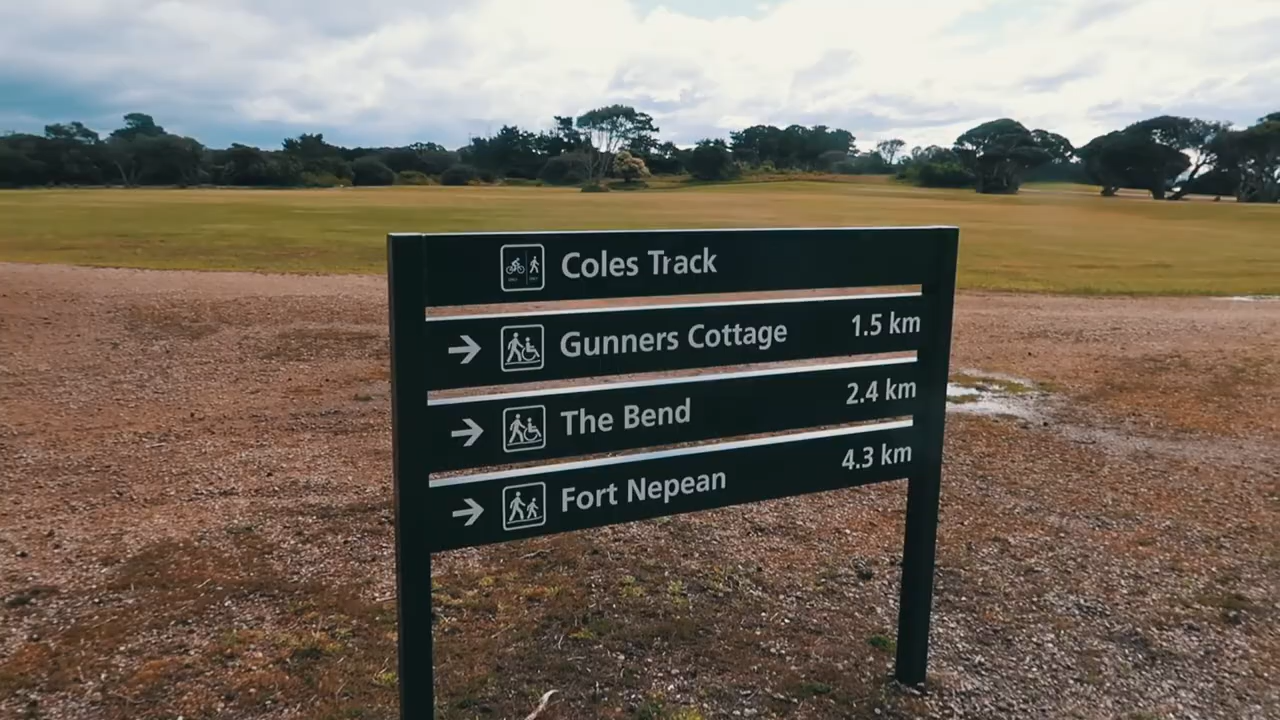 Coles Track
Gunners Cottage 1.5 km
The Bend 2.4 km
Fort Nepean 4.3 km